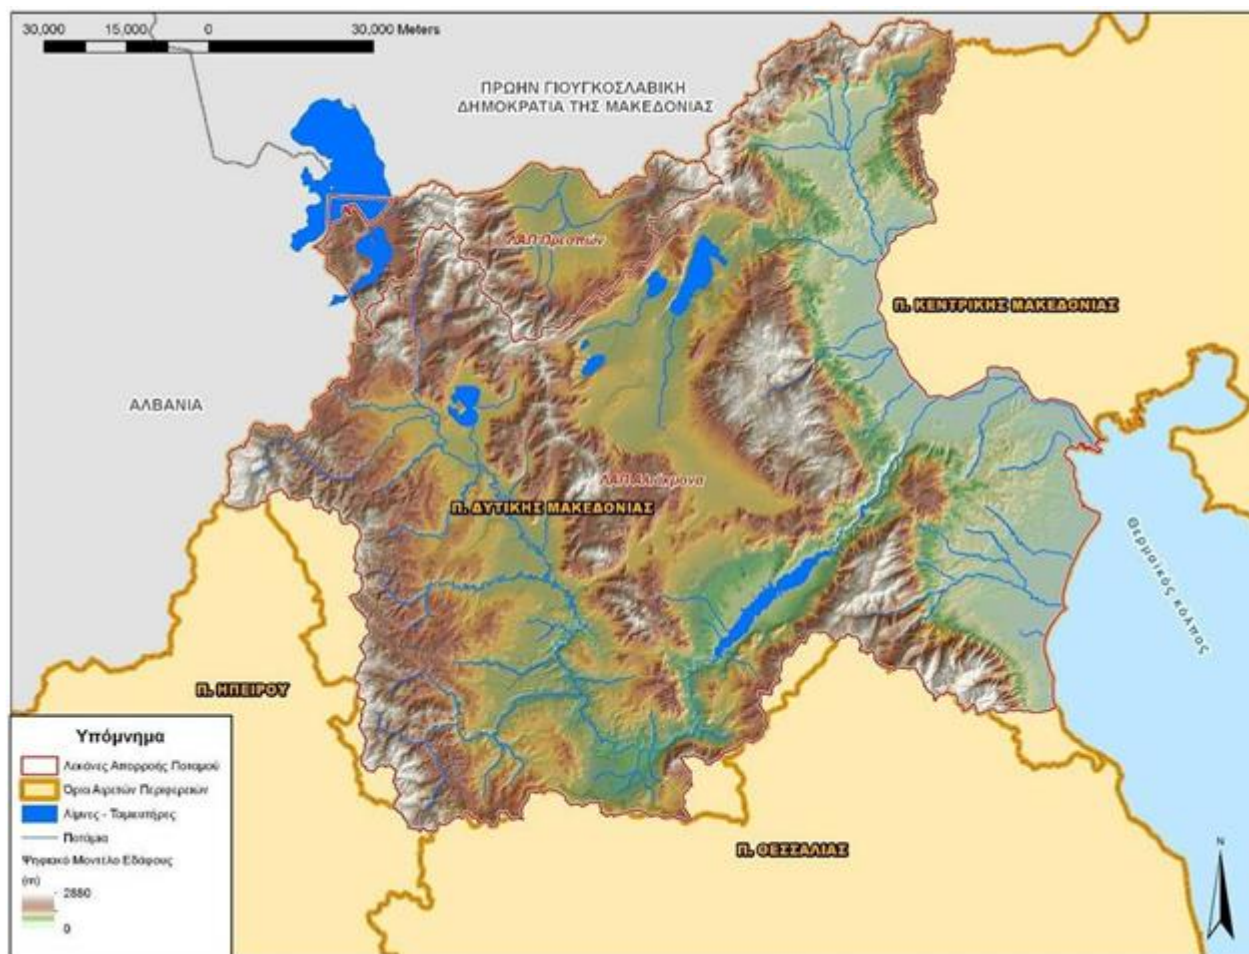 30,000 15,000 0 30,000 Meters
ΠΡΩΗΝ ΓΙΟΥΓΚΟΣΛΑΒΙΚΗ
ΔΗΜΟΚΡΑΤΙΑ ΤΗΣ ΜΑΚΕΔΟΝΙΑΣ
ΛΑΠ Πρεσπών
Π. ΚΕΝΤΡΙΚΗΣ ΜΑΚΕΔΟΝΙΑΣ
ΑΛΒΑΝΙΑ
ΛΑΠ Αλιάκμονα
Π. ΔΥΤΙΚΗΣ ΜΑΚΕΔΟΝΙΑΣ
Θερμαϊκός κόλπος
Π. ΗΠΕΙΡΟΥ
Π. ΘΕΣΣΑΛΙΑΣ
Υπόμνημα
Λεκάνες Απορροής Ποταμού
Όρια Αιρετών Περιφερειών
Λίμνες - Ταμιευτήρες
Ποτάμια
Ψηφιακό Μοντέλο Εδάφους
(m)
2880
0
N